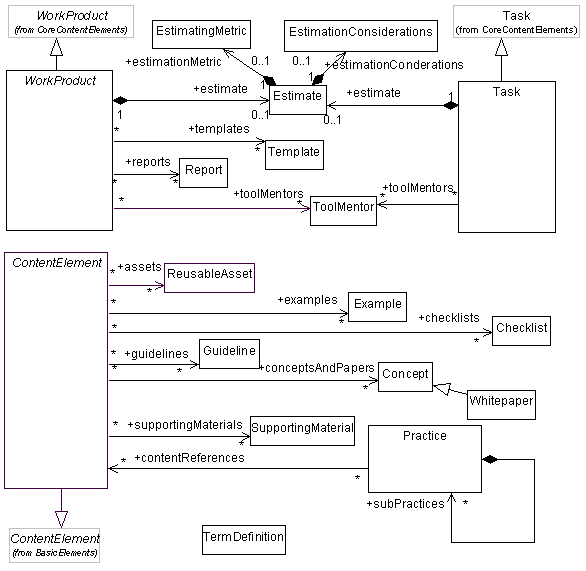 WorkProduct
(from CoreContentElements)
EstimatingMetric
EstimationConsiderations
Task
(from CoreContentElements)
0..1
0..1
+estimationMetric
+estimationConderations
WorkProduct
1
1
Task
+estimate
Estimate
+estimate
1
1
0..1
0..1
*
+templates
*
Template
+reports
*
*
Report
+toolMentors
*
*
ToolMentor
+toolMentors
*
*
ContentElement
+assets
*
*
ReusableAsset
+examples
*
*
Example
+checklists
*
*
Checklist
+guidelines
*
*
Guideline
+conceptsAndPapers
*
*
Concept
Whitepaper
+supportingMaterials
*
*
SupportingMaterial
Practice
+contentReferences
*
*
+subPractices
*
ContentElement
(from BasicElements)
TermDefinition